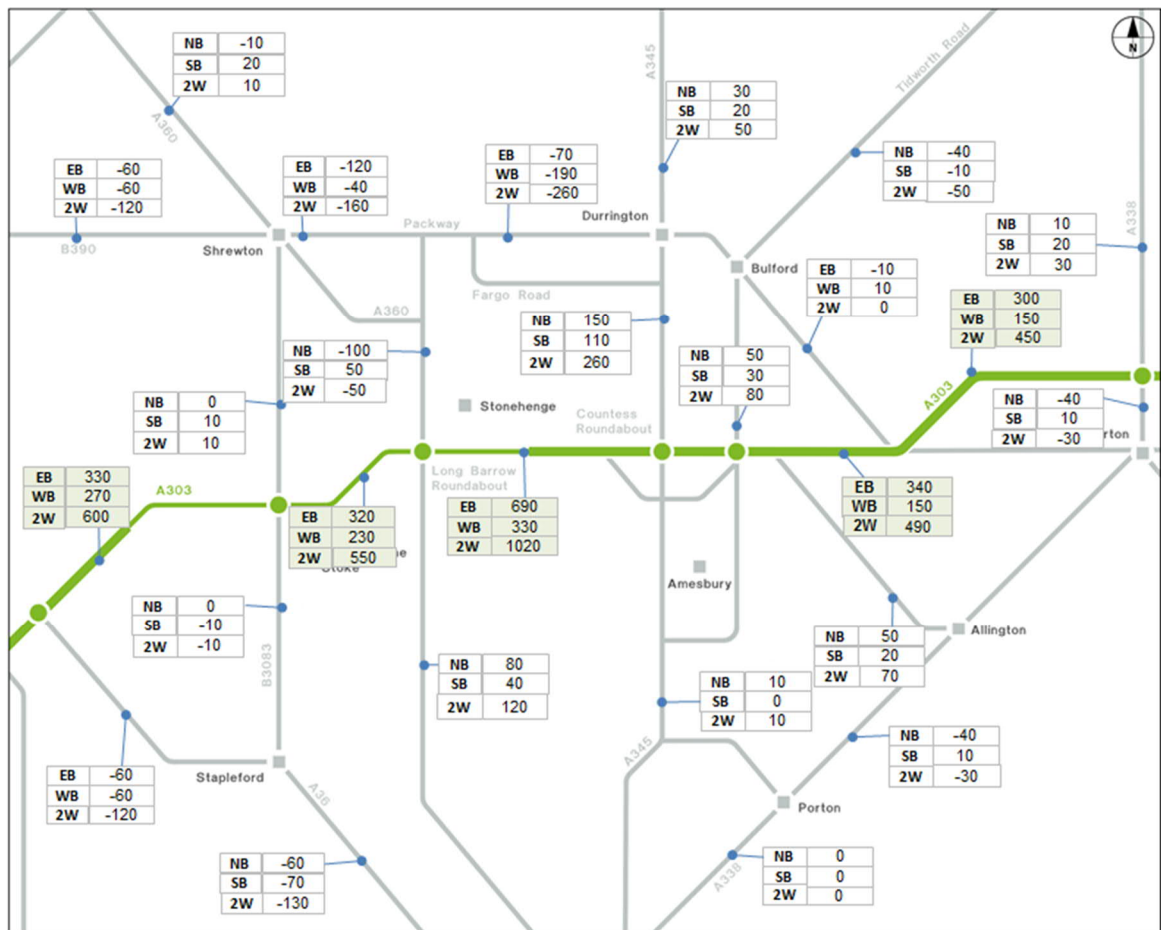 NB -10
SB 20
2W 10
A360
A345
Tidworth Road
N
NB 30
SB 20
2W 50
NB -40
SB -10
2W -50
A338
EB -60
WB -60
2W -120
EB -120
WB -40
2W -160
EB -70
WB -190
2W -260
B390
Shrewton
Packway
Durrington
Bulford
NB 10
SB 20
2W 30
Fargo Road
A360
EB -10
WB 10
2W 0
EB 300
WB 150
2W 450
NB 150
SB 110
2W 260
NB -100
SB 50
2W -50
NB 50
SB 30
2W 80
NB 0
SB 10
2W 10
Stonehenge
Countess
Roundabout
A303
NB -40
SB 10
2W -30
rton
EB 330
WB 270
2W 600
A303
Long Barrow
Roundabout
EB 320
WB 230
2W 550
ne
Stoke
EB 690
WB 330
2W 1020
EB 340
WB 150
2W 490
Amesbury
NB 0
SB -10
2W -10
B3083
NB 80
SB 40
2W 120
NB 10
SB 0
2W 10
NB 50
SB 20
2W 70
Allington
A345
NB -40
SB 10
2W -30
EB -60
WB -60
2W -120
Stapleford
A36
Porton
NB -60
SB -70
2W -130
A338
NB 0
SB 0
2W 0